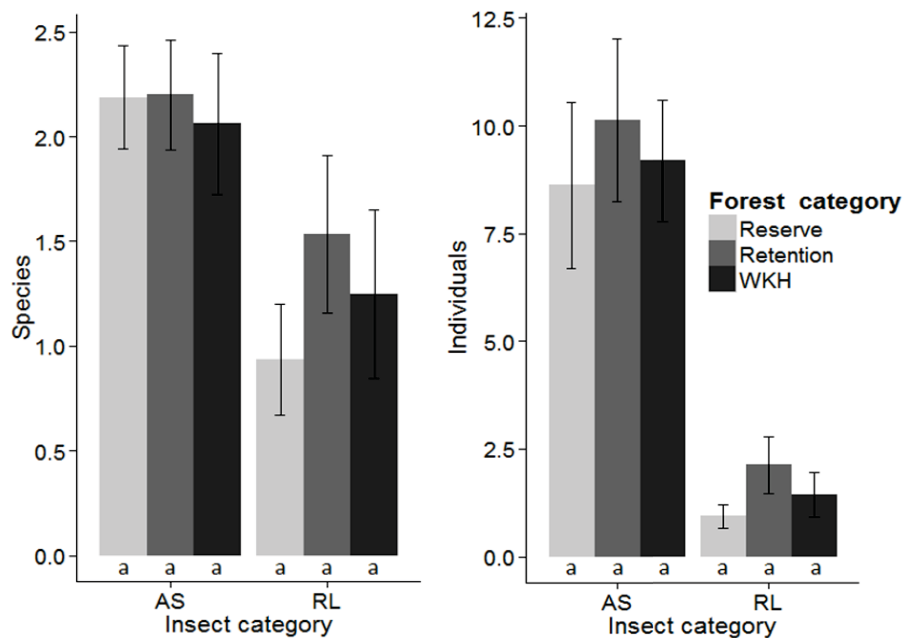 Species
2.5
2.0
1.5
1.0
0.5
0.0
a a a a a a
AS RL
Insect category
Individuals
12.5
10.0
7.5
5.0
2.5
0.0
a a a a a a
AS RL
Insect category
Forest category
Reserve
Retention
WKH